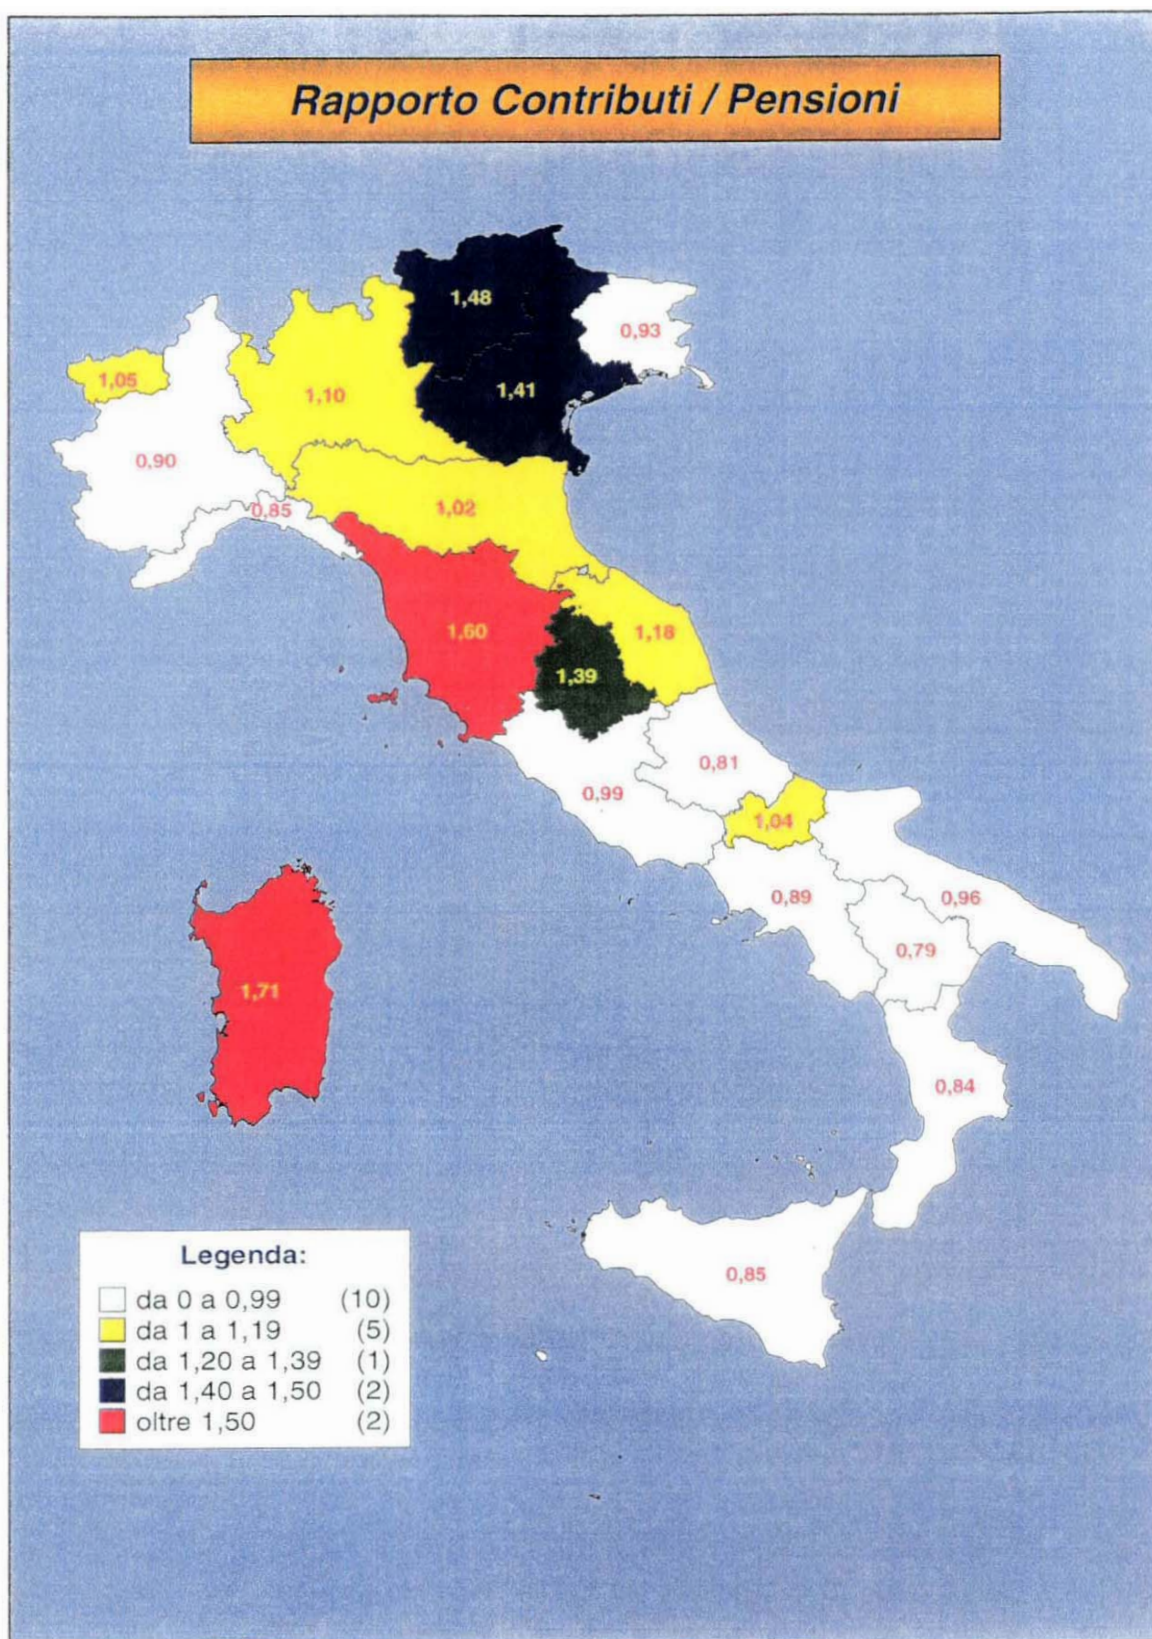 Rapporto Contributi / Pensioni
1,48
0,93
1,05
1,41
1,10
0,90
0,85
1,02
1,60
1,18
1,39
0,81
0,99
1,04
0,89
0,96
0,79
1,71
0,84
0,85
Legenda:
da 0 a 0,99 (10)
da 1 a 1,19 (5)
da 1,20 a 1,39 (1)
da 1,40 a 1,50 (2)
oltre 1,50 (2)